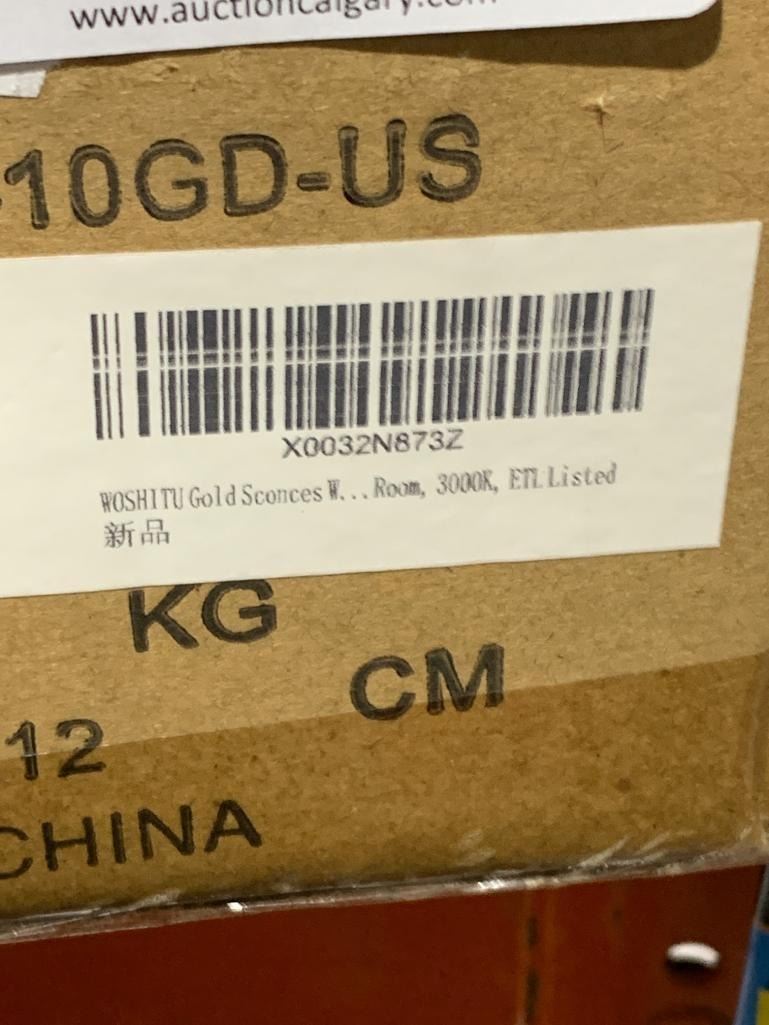 www.auctioncalgary.com
10GD-US
X0032N873Z
WOSHITU Gold Sconces W...Room, 3000K, ETL Listed
新品
KG
CM
12
CHINA